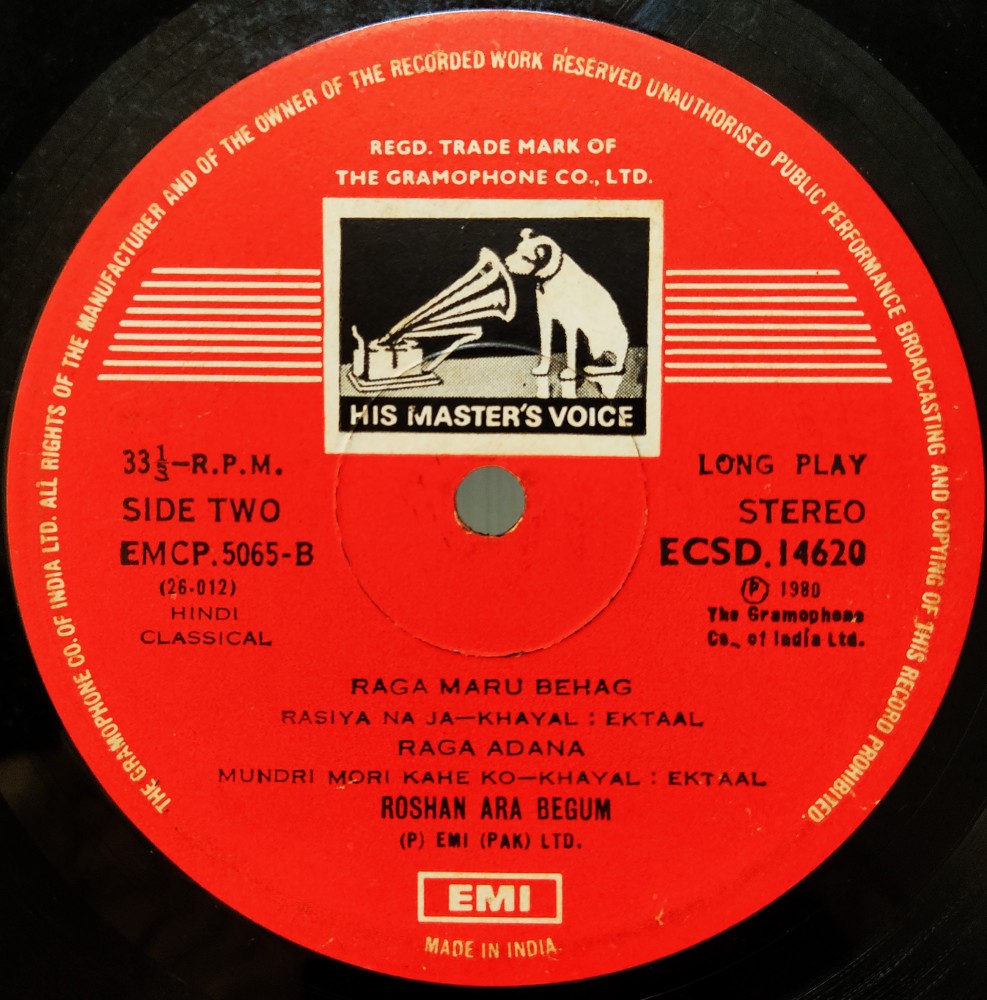 THE GRAMOPHONE CO. OF INDIA LTD. ALL RIGHTS OF THE MANUFACTURER AND OF THE OWNER OF THE RECORDED WORK RESERVED UNAUTHORISED PUBLIC PERFORMANCE BROADCASTING AND COPYING OF THIS RECORD PROHIBITED.
REGD. TRADE MARK OF
THE GRAMOPHONE CO., LTD.
HIS MASTER'S VOICE
33⅓-R.P.M.
SIDE TWO
EMCP.5065-B
(26-012)
HINDI
CLASSICAL
LONG PLAY
STEREO
ECSD.14620
Ⓟ 1980
The Gramophone
Co., of India Ltd.
RAGA MARU BEHAG
RASIYA NA JA—KHAYAL : EKTAAL
RAGA ADANA
MUNDRI MORI KAHE KO—KHAYAL : EKTAAL
ROSHAN ARA BEGUM
(P) EMI (PAK) LTD.
EMI
MADE IN INDIA.